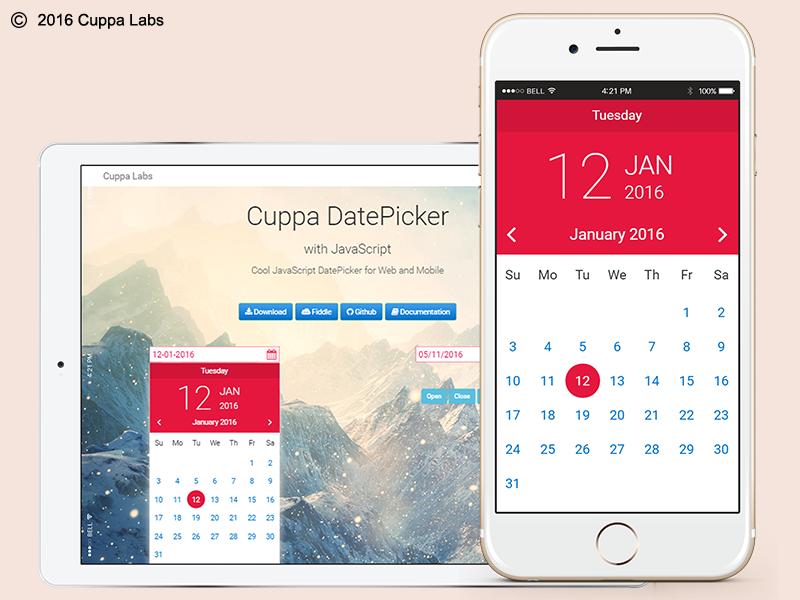 © 2016 Cuppa Labs
Cuppa Labs
Cuppa DatePicker
with JavaScript
Cool JavaScript DatePicker for Web and Mobile
Download Fiddle Github Documentation
12-01-2016
05/11/2016
Open Close
Tuesday
12 JAN
2016
January 2016
Su Mo Tu We Th Fr Sa
1 2
3 4 5 6 7 8 9
10 11 12 13 14 15 16
17 18 19 20 21 22 23
24 25 26 27 28 29 30
31
BELL 4:21 PM
BELL 4:21 PM 100%
Tuesday
12 JAN
2016
January 2016
Su Mo Tu We Th Fr Sa
1 2
3 4 5 6 7 8 9
10 11 12 13 14 15 16
17 18 19 20 21 22 23
24 25 26 27 28 29 30
31